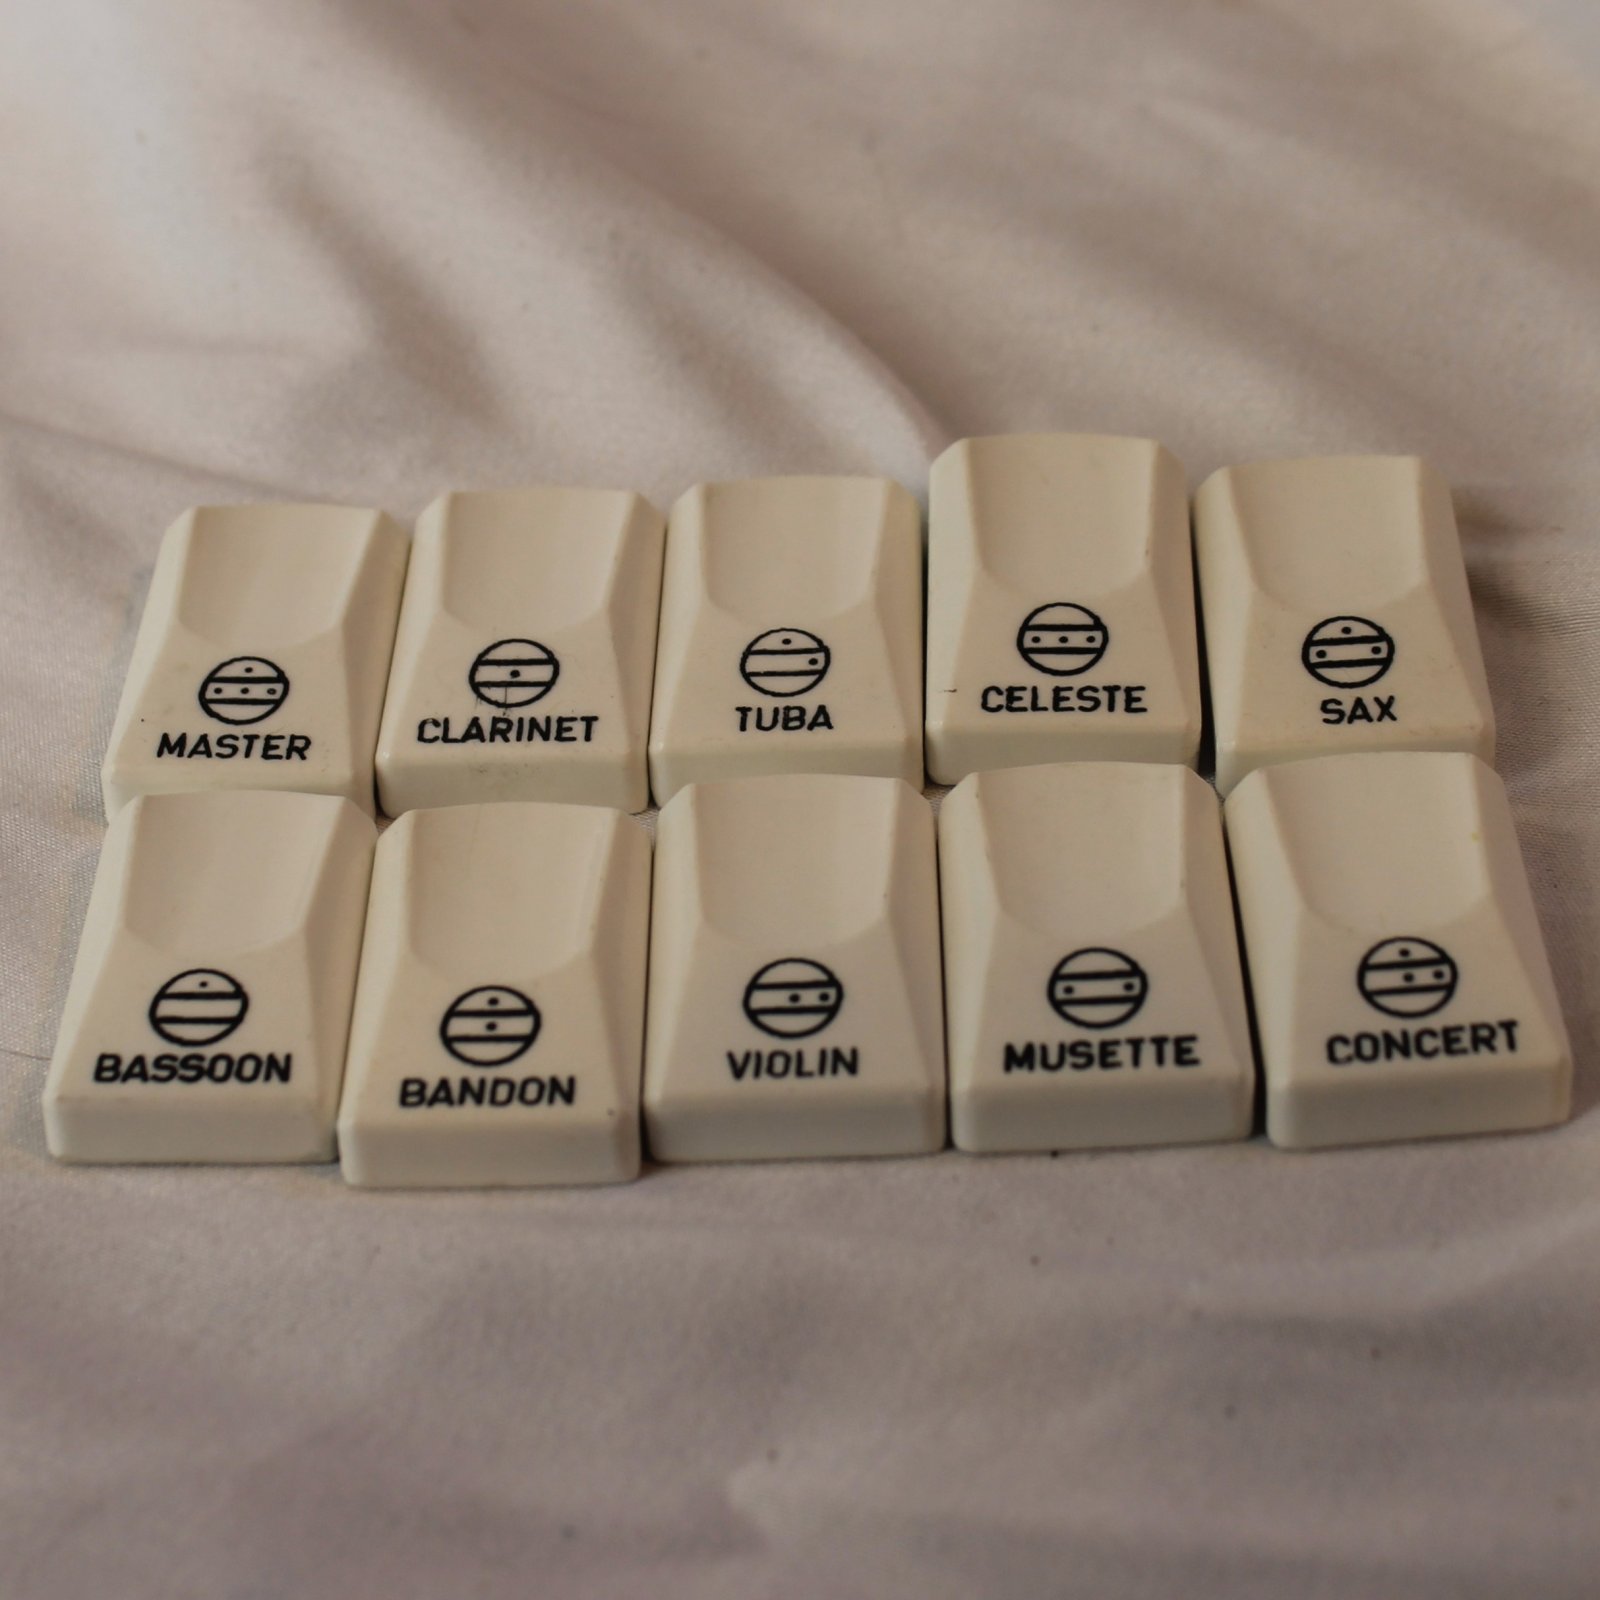 MASTER
CLARINET
TUBA
CELESTE
SAX
BASSOON
BANDON
VIOLIN
MUSETTE
CONCERT